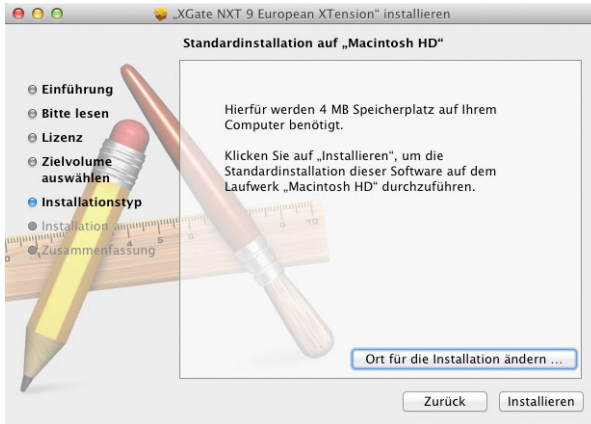 „XGate NXT 9 European XTension“ installieren
Standardinstallation auf „Macintosh HD“
Einführung
Bitte lesen
Lizenz
Zielvolume
auswählen
Installationstyp
Installation
Zusammenfassung
Hierfür werden 4 MB Speicherplatz auf Ihrem
Computer benötigt.
Klicken Sie auf „Installieren“, um die
Standardinstallation dieser Software auf dem
Laufwerk „Macintosh HD“ durchzuführen.
Ort für die Installation ändern ...
Zurück
Installieren